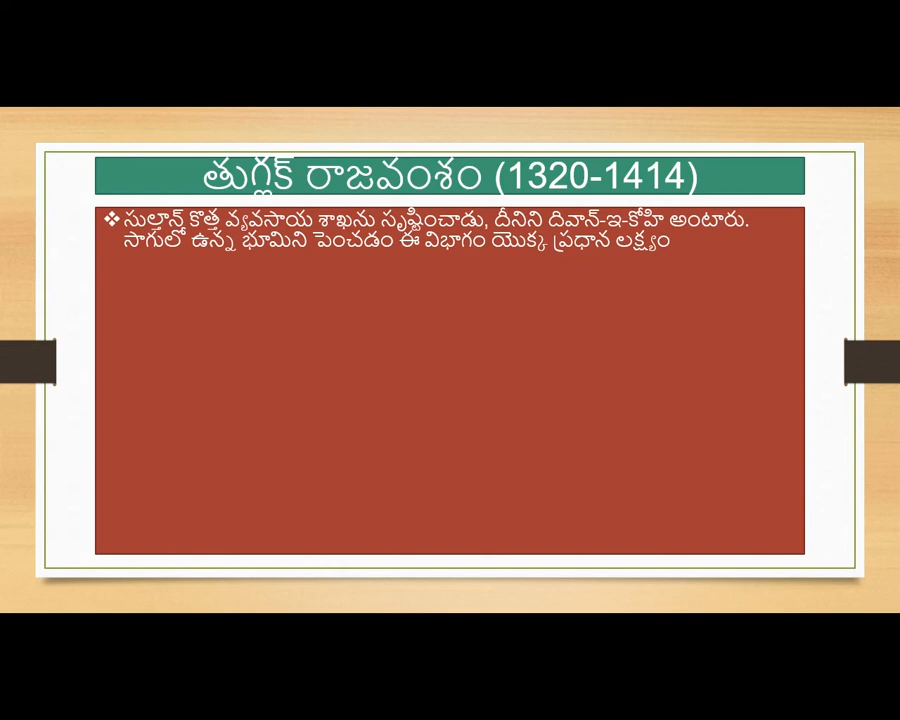 తుగ్లక్ రాజవంశం (1320-1414)
❖సుల్తాన్ కొత్త వ్యవసాయ శాఖను సృష్టించాడు, దీనిని దివాన్-ఇ-కోహి అంటారు.
సాగులో ఉన్న భూమిని పెంచడం ఈ విభాగం యొక్క ప్రధాన లక్ష్యం